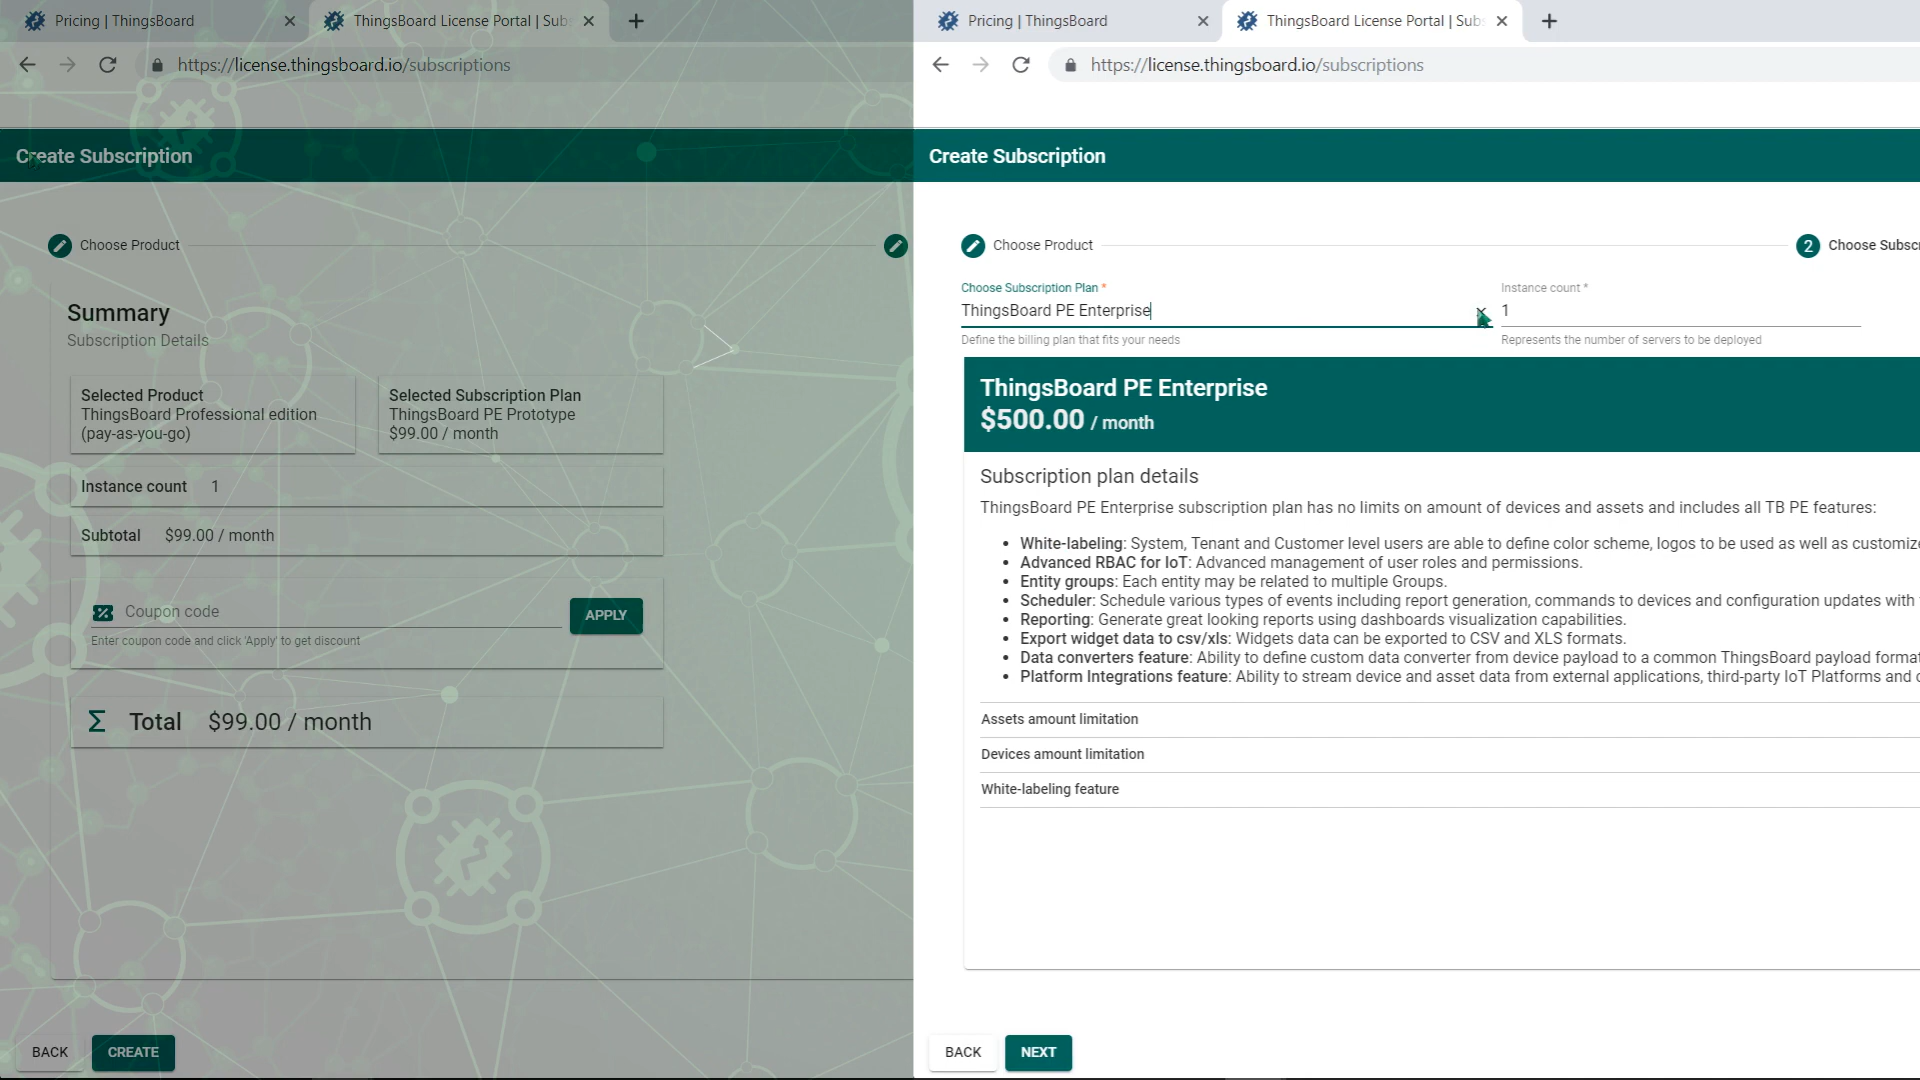 Pricing | ThingsBoard
ThingsBoard License Portal | Sub
https://license.thingsboard.io/subscriptions
Create Subscription
Choose Product
Summary
Subscription Details
Selected Product
ThingsBoard Professional edition
(pay-as-you-go)
Selected Subscription Plan
ThingsBoard PE Prototype
$99.00 / month
Instance count 1
Subtotal $99.00 / month
Coupon code
APPLY
Enter coupon code and click 'Apply' to get discount
Σ Total $99.00 / month
BACK
CREATE
Pricing | ThingsBoard
ThingsBoard License Portal | Subs
https://license.thingsboard.io/subscriptions
Create Subscription
Choose Product
2 Choose Subscr
Choose Subscription Plan *
ThingsBoard PE Enterprise
Define the billing plan that fits your needs
Instance count *
1
Represents the number of servers to be deployed
ThingsBoard PE Enterprise
$500.00 / month
Subscription plan details
ThingsBoard PE Enterprise subscription plan has no limits on amount of devices and assets and includes all TB PE features:
• White-labeling: System, Tenant and Customer level users are able to define color scheme, logos to be used as well as customize
• Advanced RBAC for IoT: Advanced management of user roles and permissions.
• Entity groups: Each entity may be related to multiple Groups.
• Scheduler: Schedule various types of events including report generation, commands to devices and configuration updates with
• Reporting: Generate great looking reports using dashboards visualization capabilities.
• Export widget data to csv/xls: Widgets data can be exported to CSV and XLS formats.
• Data converters feature: Ability to define custom data converter from device payload to a common ThingsBoard payload format
• Platform Integrations feature: Ability to stream device and asset data from external applications, third-party IoT Platforms and
Assets amount limitation
Devices amount limitation
White-labeling feature
BACK
NEXT